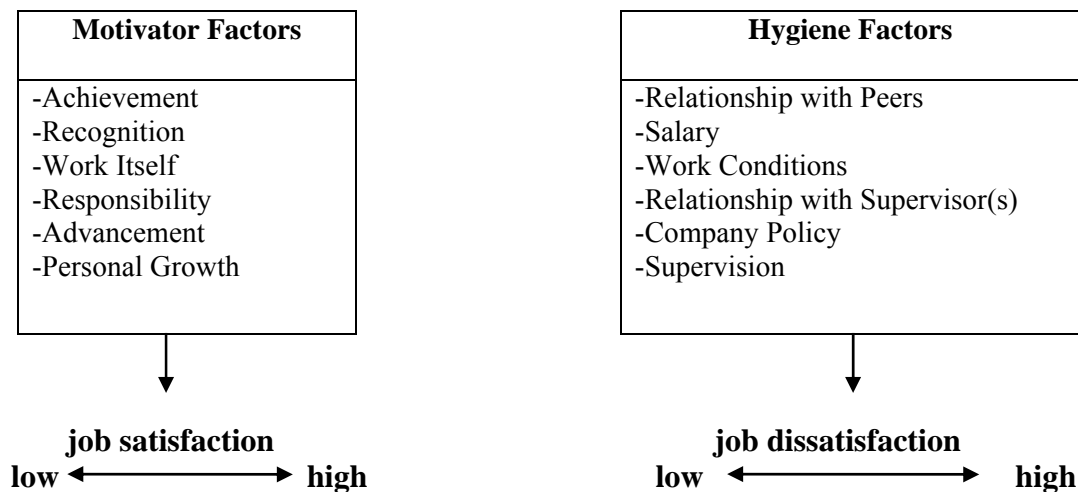 Motivator Factors
-Achievement
-Recognition
-Work Itself
-Responsibility
-Advancement
-Personal Growth
job satisfaction
low high
Hygiene Factors
-Relationship with Peers
-Salary
-Work Conditions
-Relationship with Supervisor(s)
-Company Policy
-Supervision
job dissatisfaction
low high